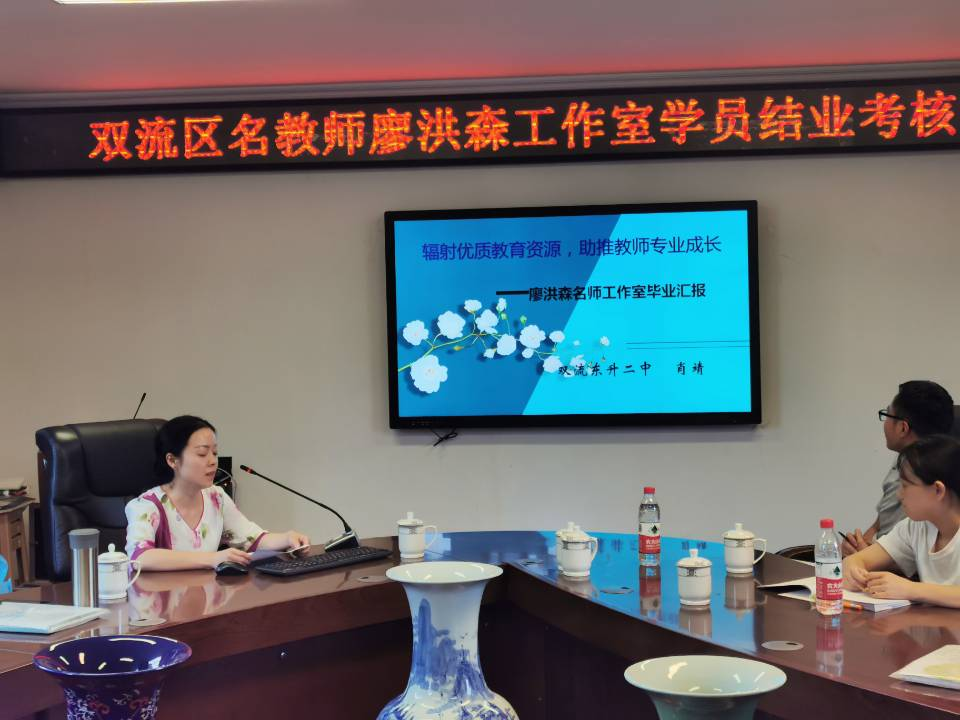 双流区名教师廖洪森工作室学员结业考核
辐射优质教育资源，助推教师专业成长
——廖洪森名师工作室毕业汇报
双流东升二中 肖靖